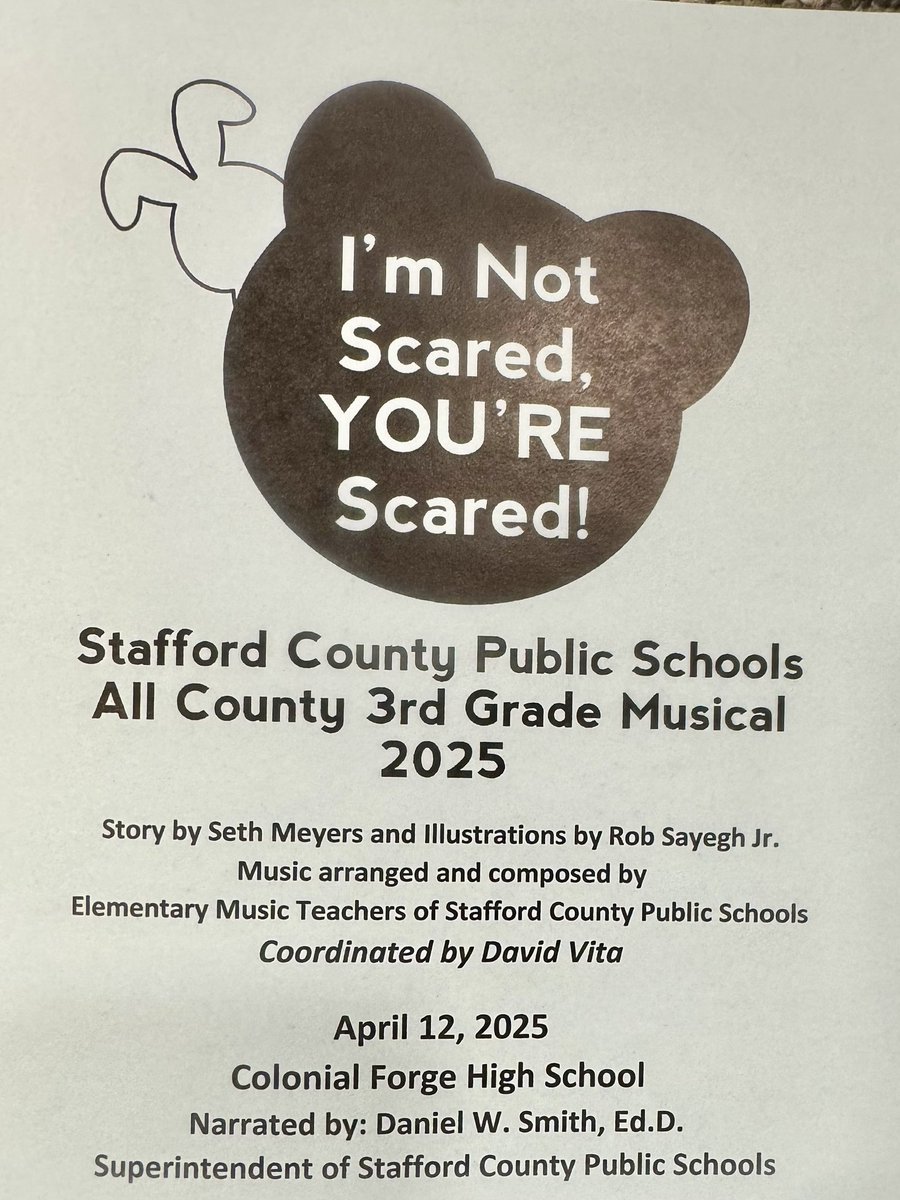 I'm Not
Scared,
YOU'RE
Scared!
Stafford County Public Schools
All County 3rd Grade Musical
2025
Story by Seth Meyers and Illustrations by Rob Sayegh Jr.
Music arranged and composed by
Elementary Music Teachers of Stafford County Public Schools
Coordinated by David Vita
April 12, 2025
Colonial Forge High School
Narrated by: Daniel W. Smith, Ed.D.
Superintendent of Stafford County Public Schools